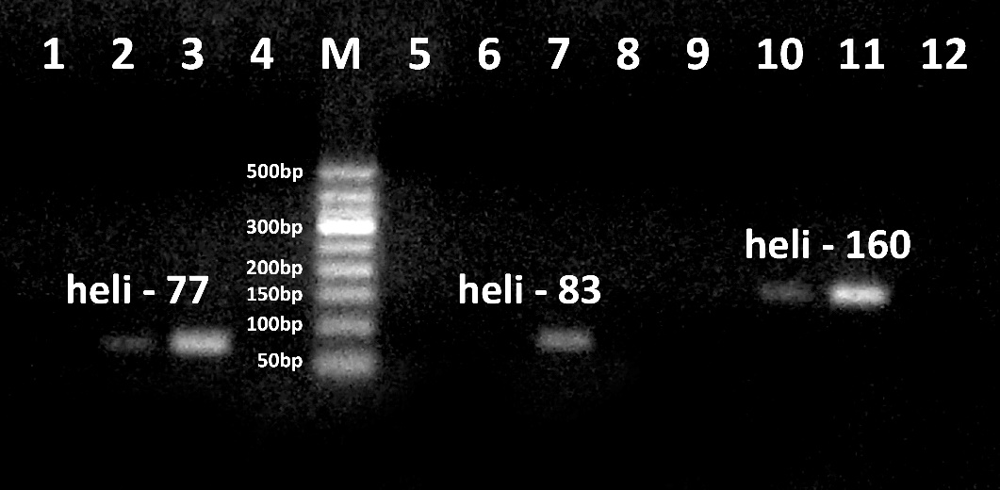 1 2 3 4 M 5 6 7 8 9 10 11 12
500bp
300bp
heli - 160
200bp
heli - 77
heli - 83
150bp
100bp
50bp